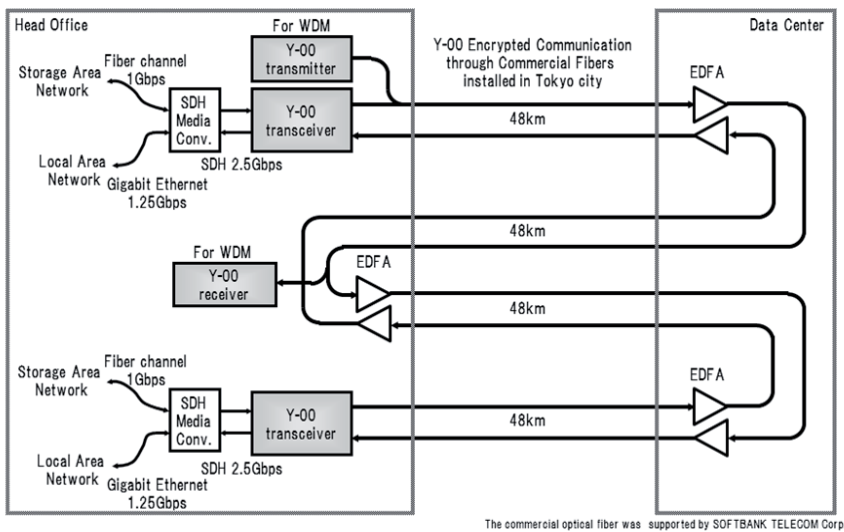 Head Office
For WDM
Data Center
Y-00
transmitter
Y-00 Encrypted Communication
through Commercial Fibers
installed in Tokyo city
Fiber channel
1Gbps
Storage Area
Network
EDFA
SDH
Media
Conv.
Y-00
transceiver
48km
SDH 2.5Gbps
Local Area
Network
Gigabit Ethernet
1.25Gbps
48km
For WDM
Y-00
receiver
EDFA
48km
Fiber channel
1Gbps
Storage Area
Network
EDFA
SDH
Media
Conv.
Y-00
transceiver
48km
SDH 2.5Gbps
Local Area
Network
Gigabit Ethernet
1.25Gbps
The commercial optical fiber was supported by SOFTBANK TELECOM Corp